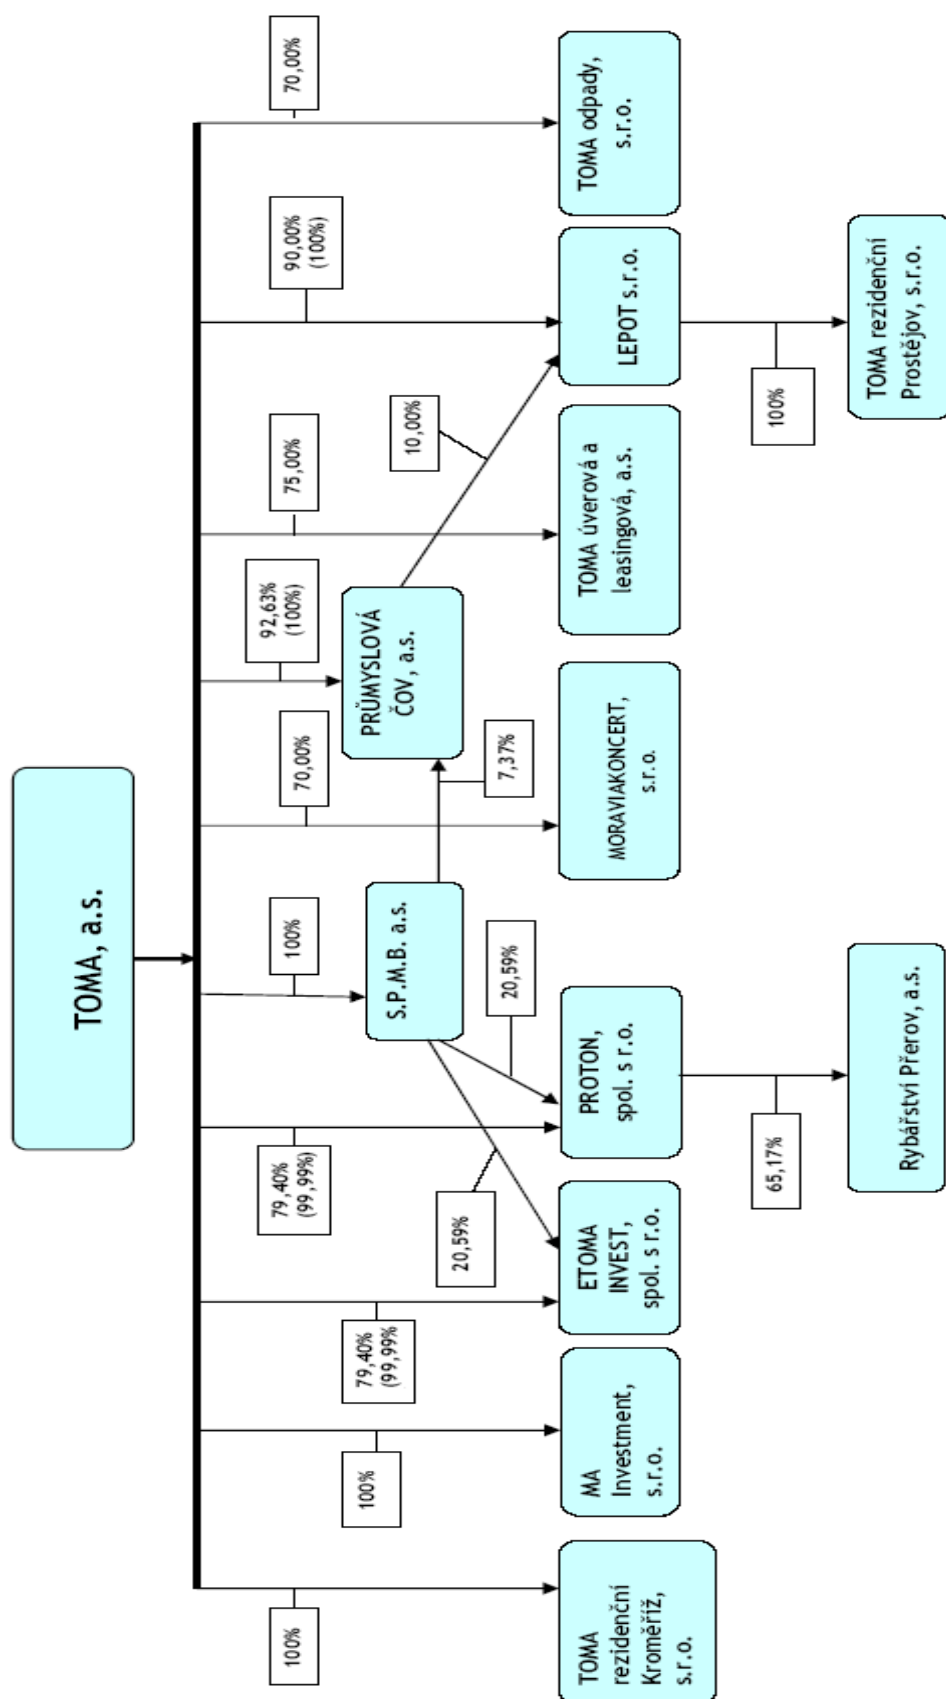 TOMA, a.s.
100%
100%
79,40%
(99,99%
79,40%
(99,99%)
100%
70,00%
92,63%
(100%)
75,00%
90,00%
(100%)
70,00%
S.P.M.B. a.s.
PRŮMYSLOVÁ
ČOV, a.s.
20,59%
20,59%
7,37%
10,00%
TOMA
rezidenční
Kroměříž,
s.r.o.
MA
Investment,
s.r.o.
ETOMA
INVEST,
spol. s r.o.
PROTON,
spol. s r.o.
MORAVIAKONCERT,
s.r.o.
TOMA úverová a
leasingová, a.s.
LEPOT s.r.o.
TOMA odpady,
s.r.o.
65,17%
100%
Rybářství Přerov, a.s.
TOMA rezidenční
Prostějov, s.r.o.